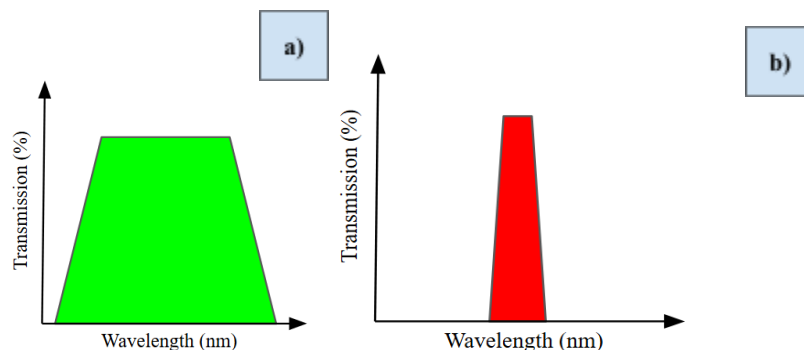 a)
Transmission (%)
Wavelength (nm)
b)
Transmission (%)
Wavelength (nm)